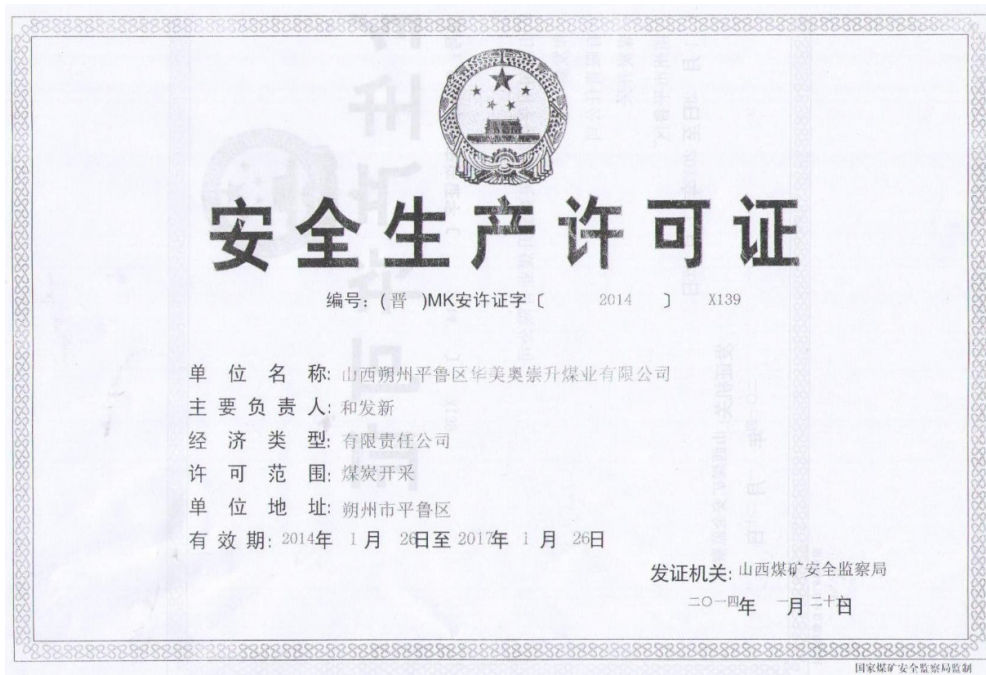 安全生产许可证
编号：(晋)MK安许证字〔 2014 〕 X139
单位名称：山西朔州平鲁区华美奥崇升煤业有限公司
主要负责人：和发新
经济类型：有限责任公司
许可范围：煤炭开采
单位地址：朔州市平鲁区
有效期：2014年 1月 26日至2017年 1月 26日
发证机关：山西煤矿安全监察局
二〇一四年 一月二十六日
国家煤矿安全监察局监制